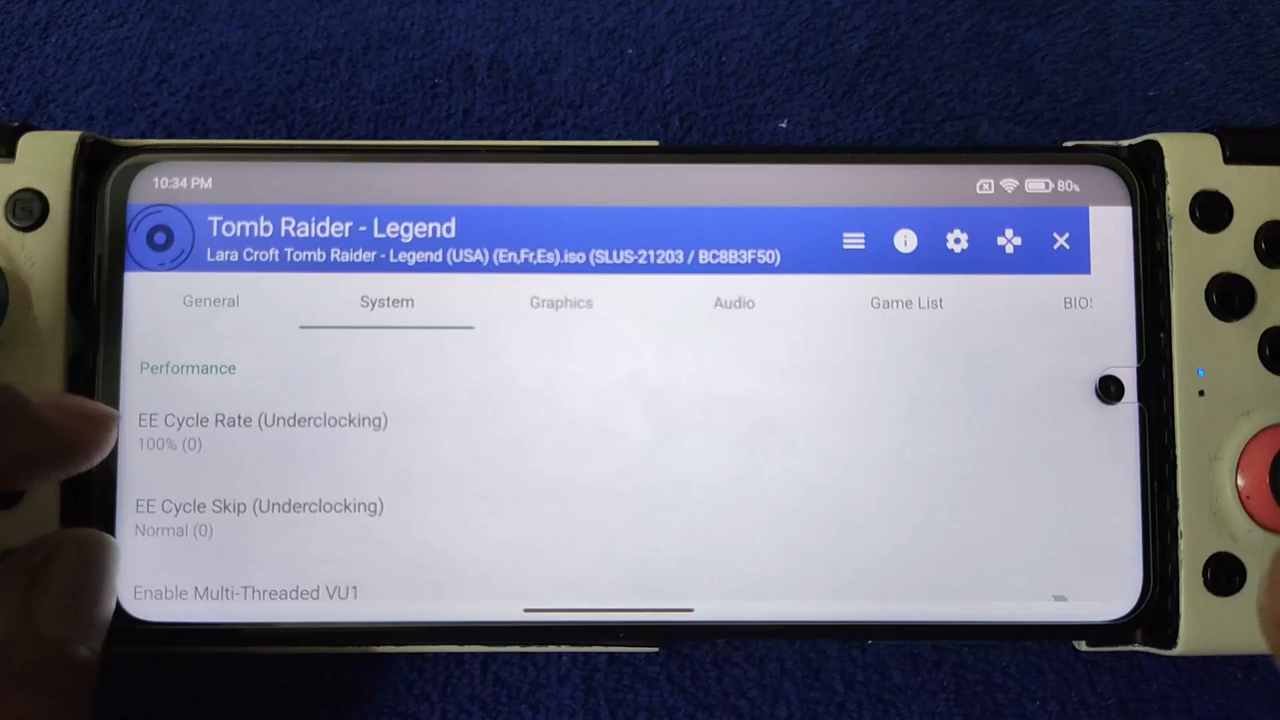 10:34 PM
80%
Tomb Raider - Legend
Lara Croft Tomb Raider - Legend (USA) (En,Fr,Es).iso (SLUS-21203 / BC8B3F50)
General System Graphics Audio Game List BIO
Performance
EE Cycle Rate (Underclocking)
100% (0)
EE Cycle Skip (Underclocking)
Normal (0)
Enable Multi-Threaded VU1